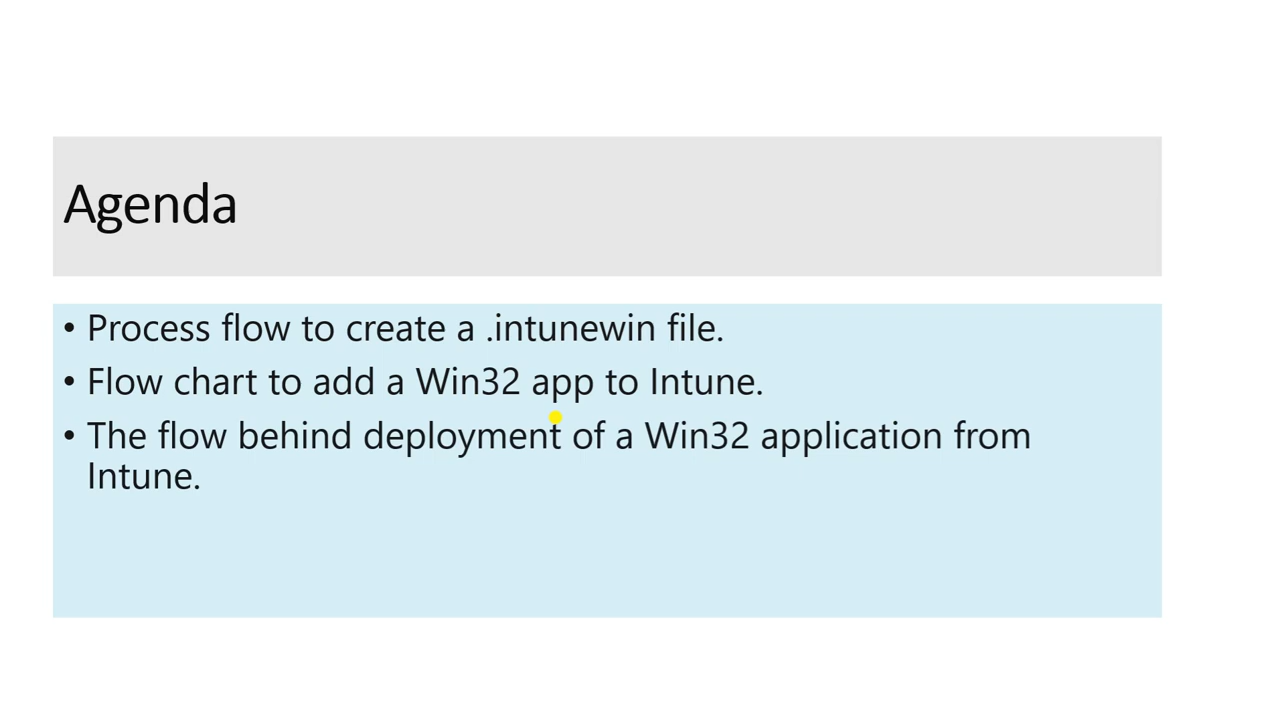 Agenda
• Process flow to create a .intunewin file.
• Flow chart to add a Win32 app to Intune.
• The flow behind deployment of a Win32 application from
Intune.